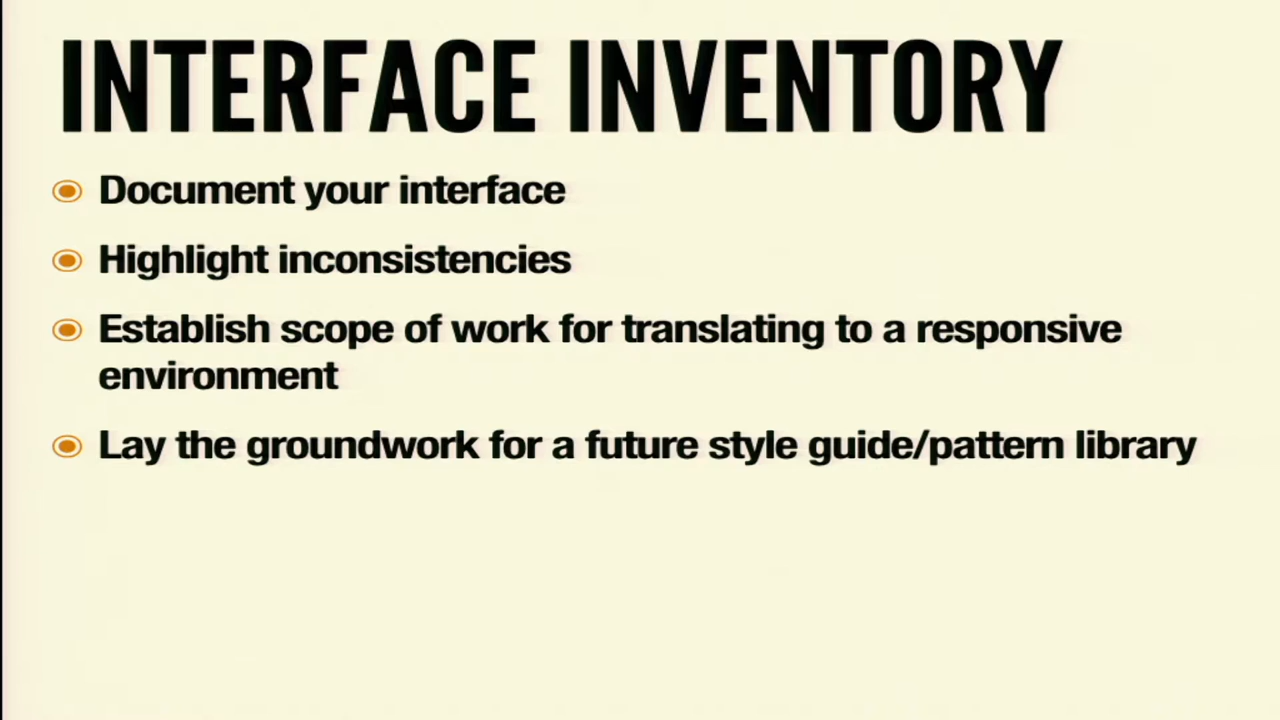 INTERFACE INVENTORY
Document your interface
Highlight inconsistencies
Establish scope of work for translating to a responsive
environment
Lay the groundwork for a future style guide/pattern library